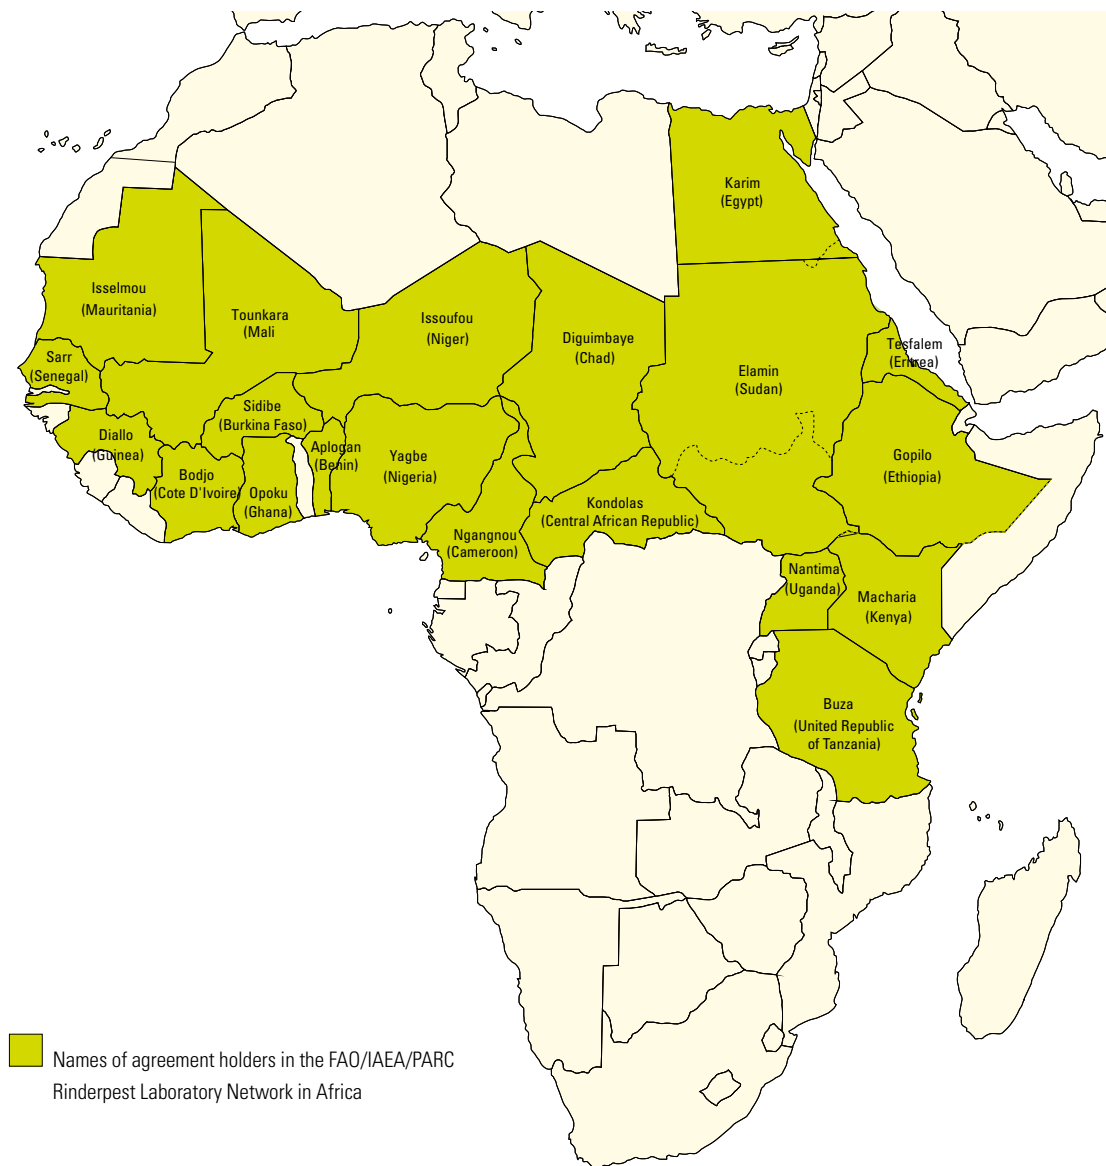 Karim
(Egypt)
Isselmou
(Mauritania)
Tounkara
(Mali
Issoufou
(Niger)
Diguimbaye
(Chad)
Elamin
(Sudan)
Tesfalem
(Eritrea)
Sarr
(Senegal)
Sidibe
(Burkina Faso)
Diallo
(Guinea)
Aplogan
(Benin)
Yagbe
(Nigeria)
Gopilo
(Ethiopia)
Bodjo
(Cote D'Ivoire)
Opoku
(Ghana)
Kondolas
(Central African Republic)
Ngangnou
(Cameroon)
Nantima
(Uganda)
Macharia
(Kenya)
Buza
(United Republic
of Tanzania)
Names of agreement holders in the FAO/IAEA/PARC
Rinderpest Laboratory Network in Africa